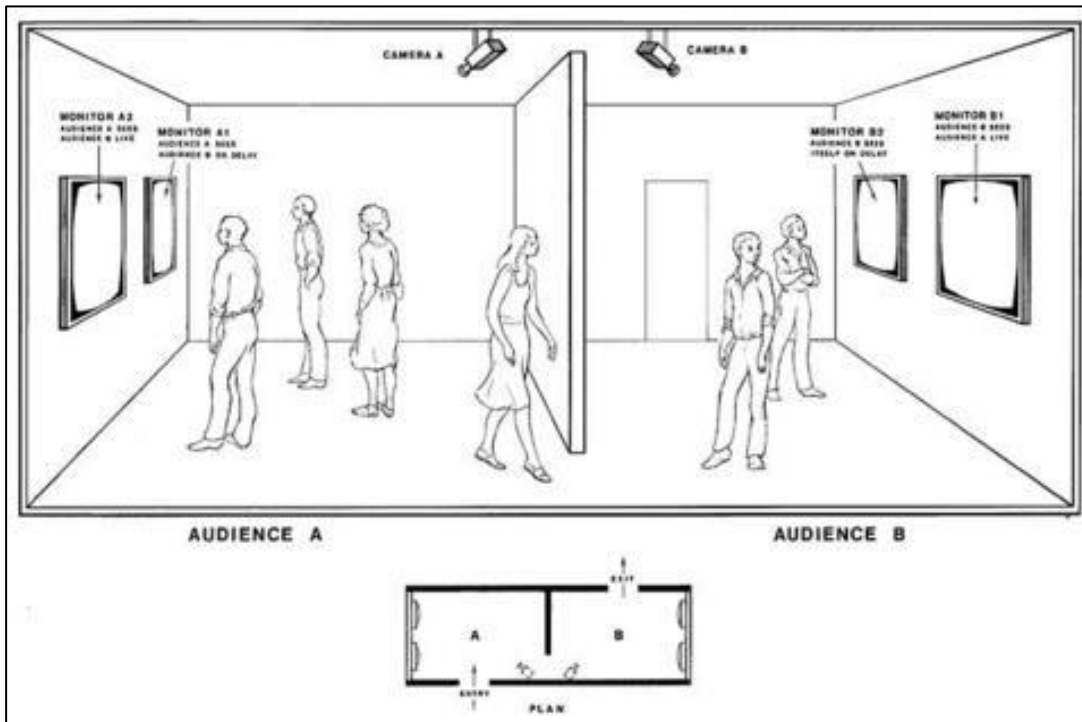 CAMERA A
CAMERA B
MONITOR A2
AUDIENCE A SEES
AUDIENCE B LIVE
MONITOR A1
AUDIENCE A SEES
AUDIENCE B ON DELAY
MONITOR B2
AUDIENCE B SEES
ITSELF ON DELAY
MONITOR B1
AUDIENCE B SEES
AUDIENCE A LIVE
AUDIENCE A
AUDIENCE B
EXIT
A
B
ENTRY
PLAN